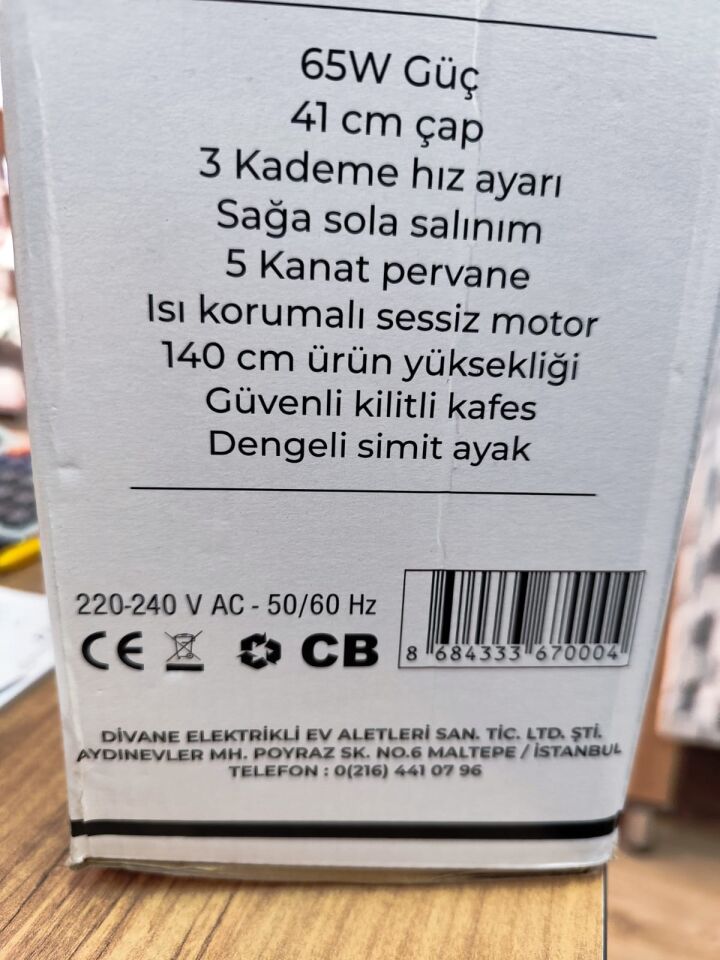 65W Güç
41 cm çap
3 Kademe hız ayarı
Sağa sola salınım
5 Kanat pervane
Isı korumalı sessiz motor
140 cm ürün yüksekliği
Güvenli kilitli kafes
Dengeli simit ayak
220-240 V AC - 50/60 Hz
CE CB
8 684333 670004
DİVANE ELEKTRİKLİ EV ALETLERİ SAN. TİC. LTD. ŞTİ.
AYDINEVLER MH. POYRAZ SK. NO.6 MALTEPE / İSTANBUL
TELEFON : 0(216) 441 07 96